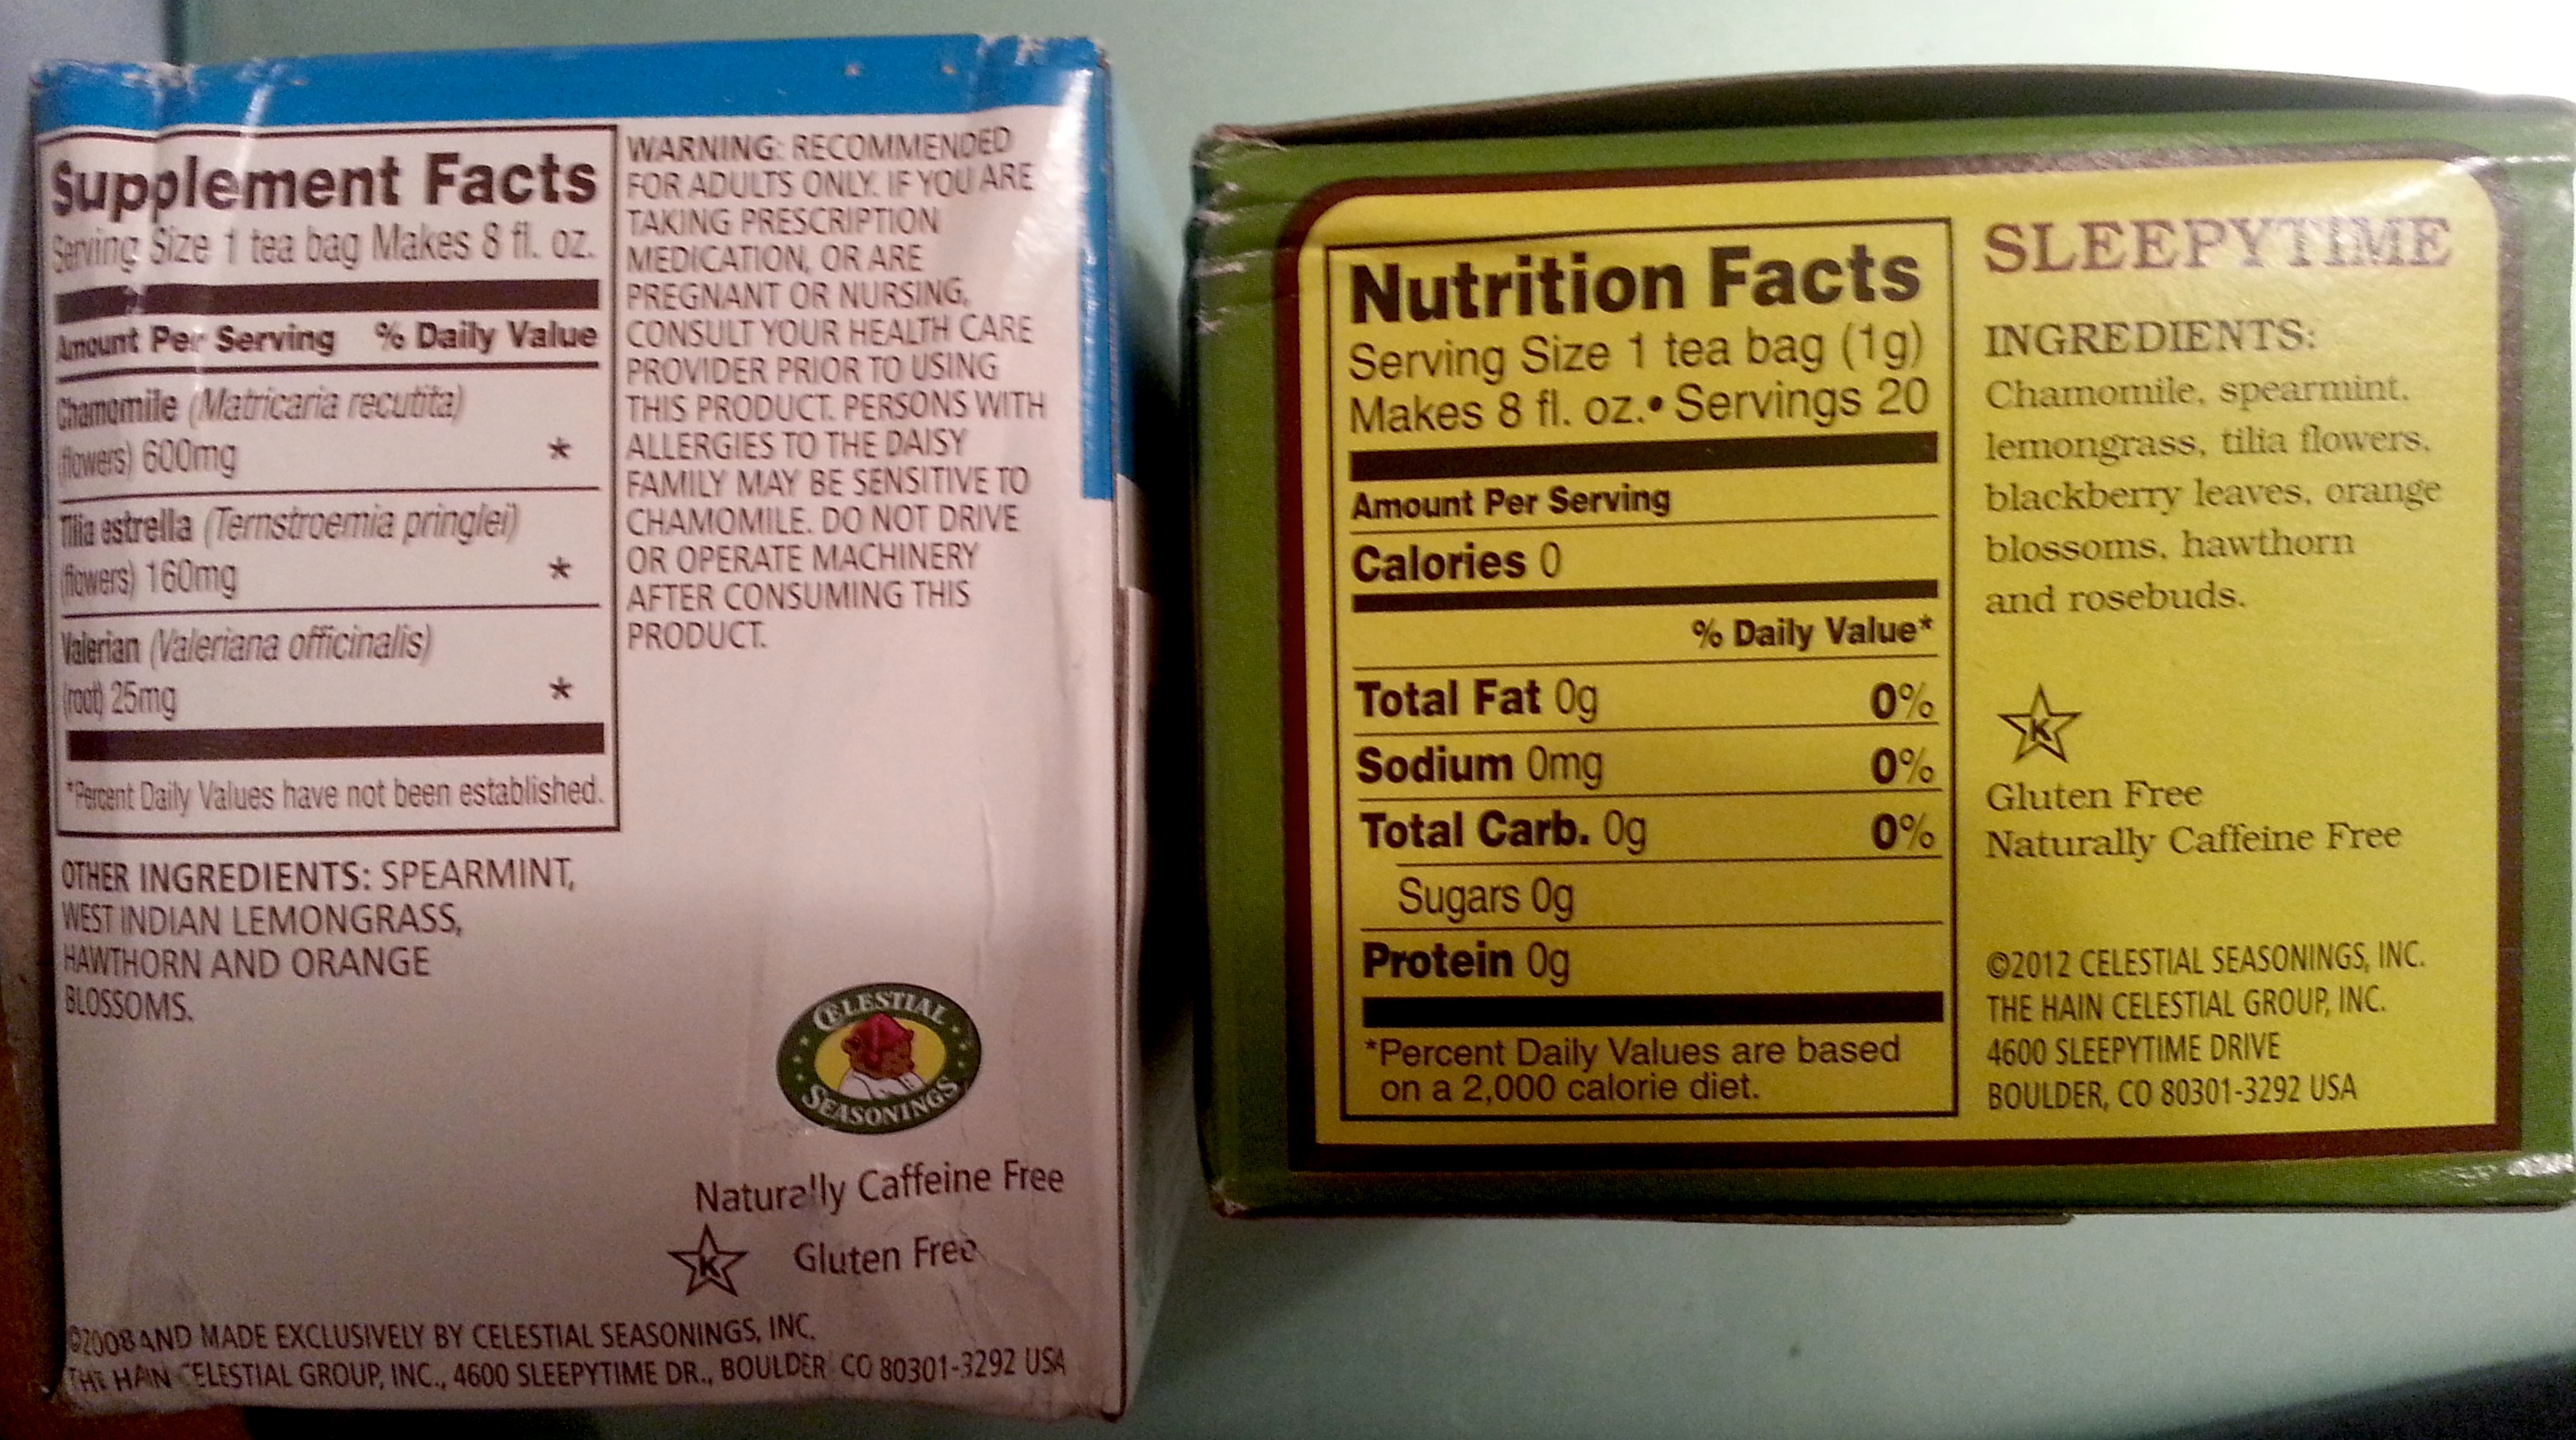 Supplement Facts
Serving Size 1 tea bag Makes 8 fl. oz.
Amount Per Serving % Daily Value
Chamomile (Matricaria recutita)
(flowers) 600mg *
Tilia estrella (Ternstroemia pringlei)
(flowers) 160mg *
Valerian (Valeriana officinalis)
(root) 25mg *
*Percent Daily Values have not been established.
OTHER INGREDIENTS: SPEARMINT,
WEST INDIAN LEMONGRASS,
HAWTHORN AND ORANGE
BLOSSOMS.
WARNING: RECOMMENDED
FOR ADULTS ONLY. IF YOU ARE
TAKING PRESCRIPTION
MEDICATION, OR ARE
PREGNANT OR NURSING,
CONSULT YOUR HEALTH CARE
PROVIDER PRIOR TO USING
THIS PRODUCT. PERSONS WITH
ALLERGIES TO THE DAISY
FAMILY MAY BE SENSITIVE TO
CHAMOMILE. DO NOT DRIVE
OR OPERATE MACHINERY
AFTER CONSUMING THIS
PRODUCT.
CELESTIAL
SEASONINGS
Naturally Caffeine Free
K Gluten Free
©2008 AND MADE EXCLUSIVELY BY CELESTIAL SEASONINGS, INC.
THE HAIN CELESTIAL GROUP, INC., 4600 SLEEPYTIME DR., BOULDER CO 80301-3292 USA
Nutrition Facts
Serving Size 1 tea bag (1g)
Makes 8 fl. oz. • Servings 20
Amount Per Serving
Calories 0
% Daily Value*
Total Fat 0g 0%
Sodium 0mg 0%
Total Carb. 0g 0%
Sugars 0g
Protein 0g
*Percent Daily Values are based
on a 2,000 calorie diet.
SLEEPYTIME
INGREDIENTS:
Chamomile, spearmint,
lemongrass, tilia flowers,
blackberry leaves, orange
blossoms, hawthorn
and rosebuds.
K
Gluten Free
Naturally Caffeine Free
©2012 CELESTIAL SEASONINGS, INC.
THE HAIN CELESTIAL GROUP, INC.
4600 SLEEPYTIME DRIVE
BOULDER, CO 80301-3292 USA